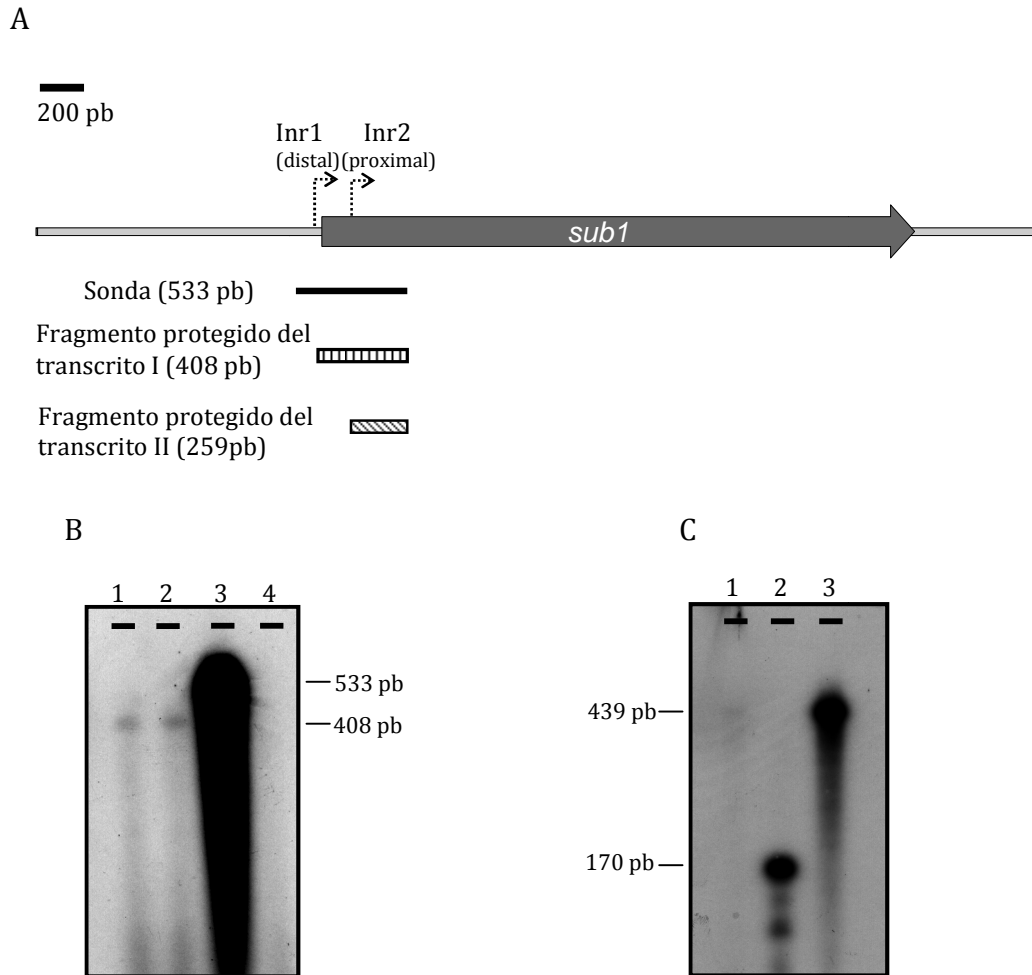 A
200 pb
Inr1 Inr2
(distal)(proximal)
sub1
Sonda (533 pb)
Fragmento protegido del
transcrito I (408 pb)
Fragmento protegido del
transcrito II (259pb)
B
1 2 3 4
533 pb
408 pb
C
1 2 3
439 pb
170 pb